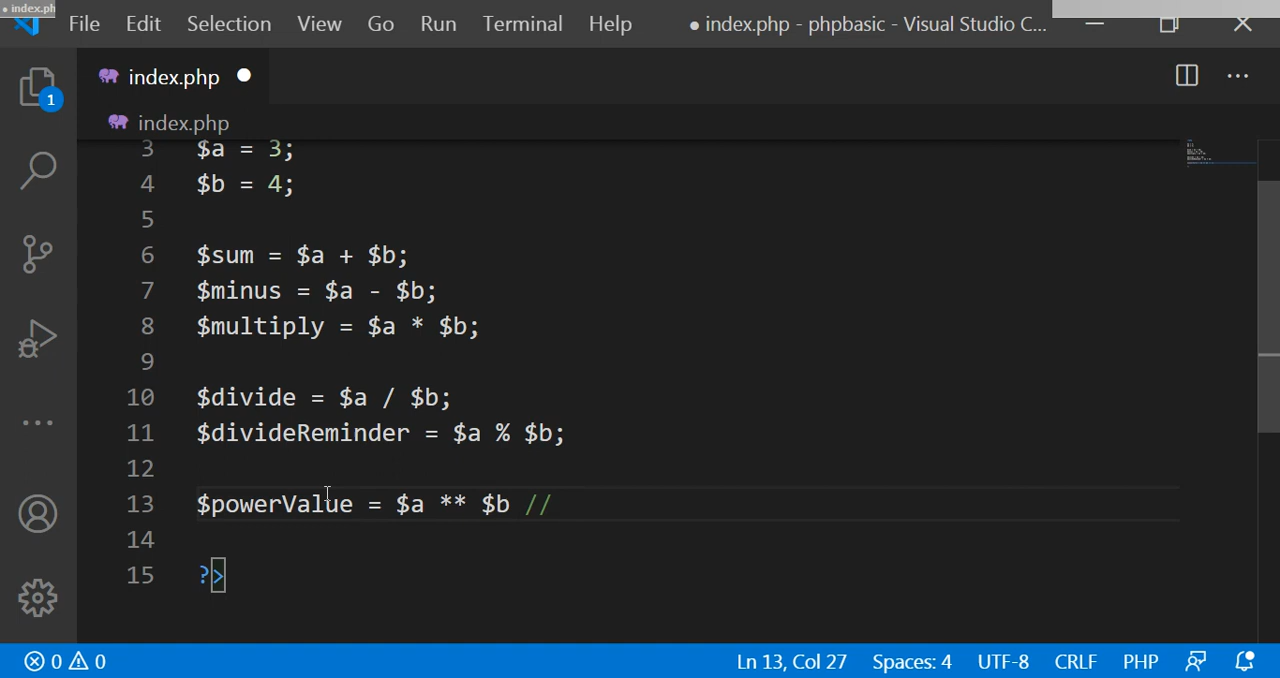 ● index.ph
File Edit Selection View Go Run Terminal Help ● index.php - phpbasic - Visual Studio C...
index.php ●
1
index.php
3 $a = 3;
4 $b = 4;
5
6 $sum = $a + $b;
7 $minus = $a - $b;
8 $multiply = $a * $b;
9
10 $divide = $a / $b;
11 $divideReminder = $a % $b;
12
13 $powerValue = $a ** $b //
14
15 ?>
0 0 Ln 13, Col 27 Spaces: 4 UTF-8 CRLF PHP